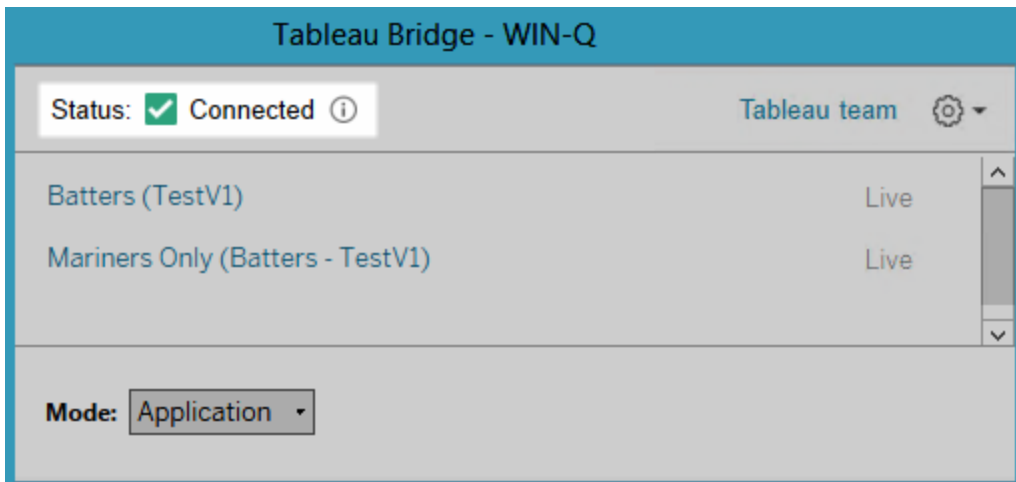 Tableau Bridge - WIN-Q
Status: Connected Tableau team
Batters (TestV1) Live
Mariners Only (Batters - TestV1) Live
Mode: Application